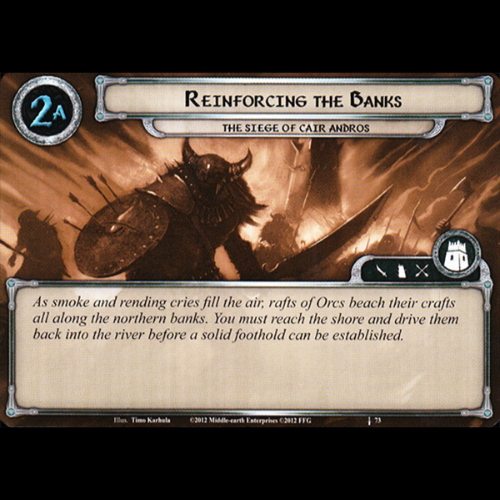 2A
REINFORCING THE BANKS
THE SIEGE OF CAIR ANDROS
As smoke and rending cries fill the air, rafts of Orcs beach their crafts
all along the northern banks. You must reach the shore and drive them
back into the river before a solid foothold can be established.
Illus. Timo Karhula ©2012 Middle-earth Enterprises ©2012 FFG 73